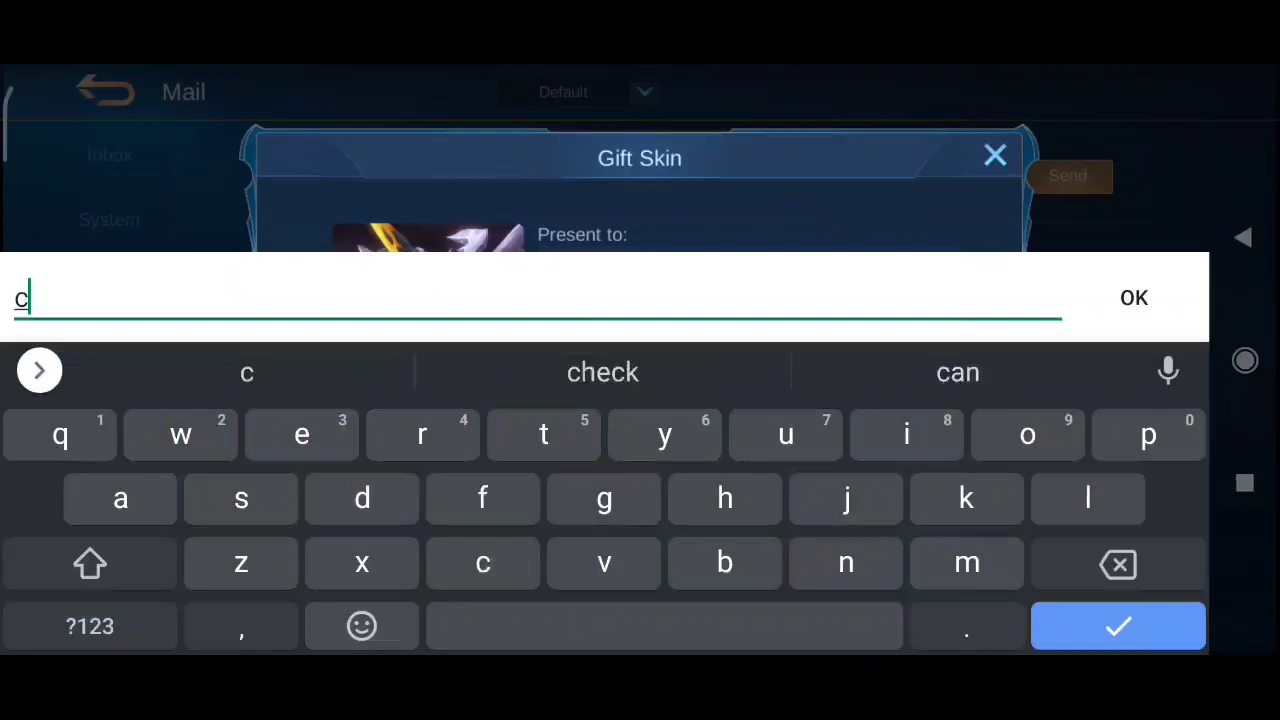 Mail
Default
Inbox
Gift Skin
Send
System
Present to:
c
OK
c check can
q 1 w 2 e 3 r 4 t 5 y 6 u 7 i 8 o 9 p 0
a s d f g h j k l
z x c v b n m
?123 , .